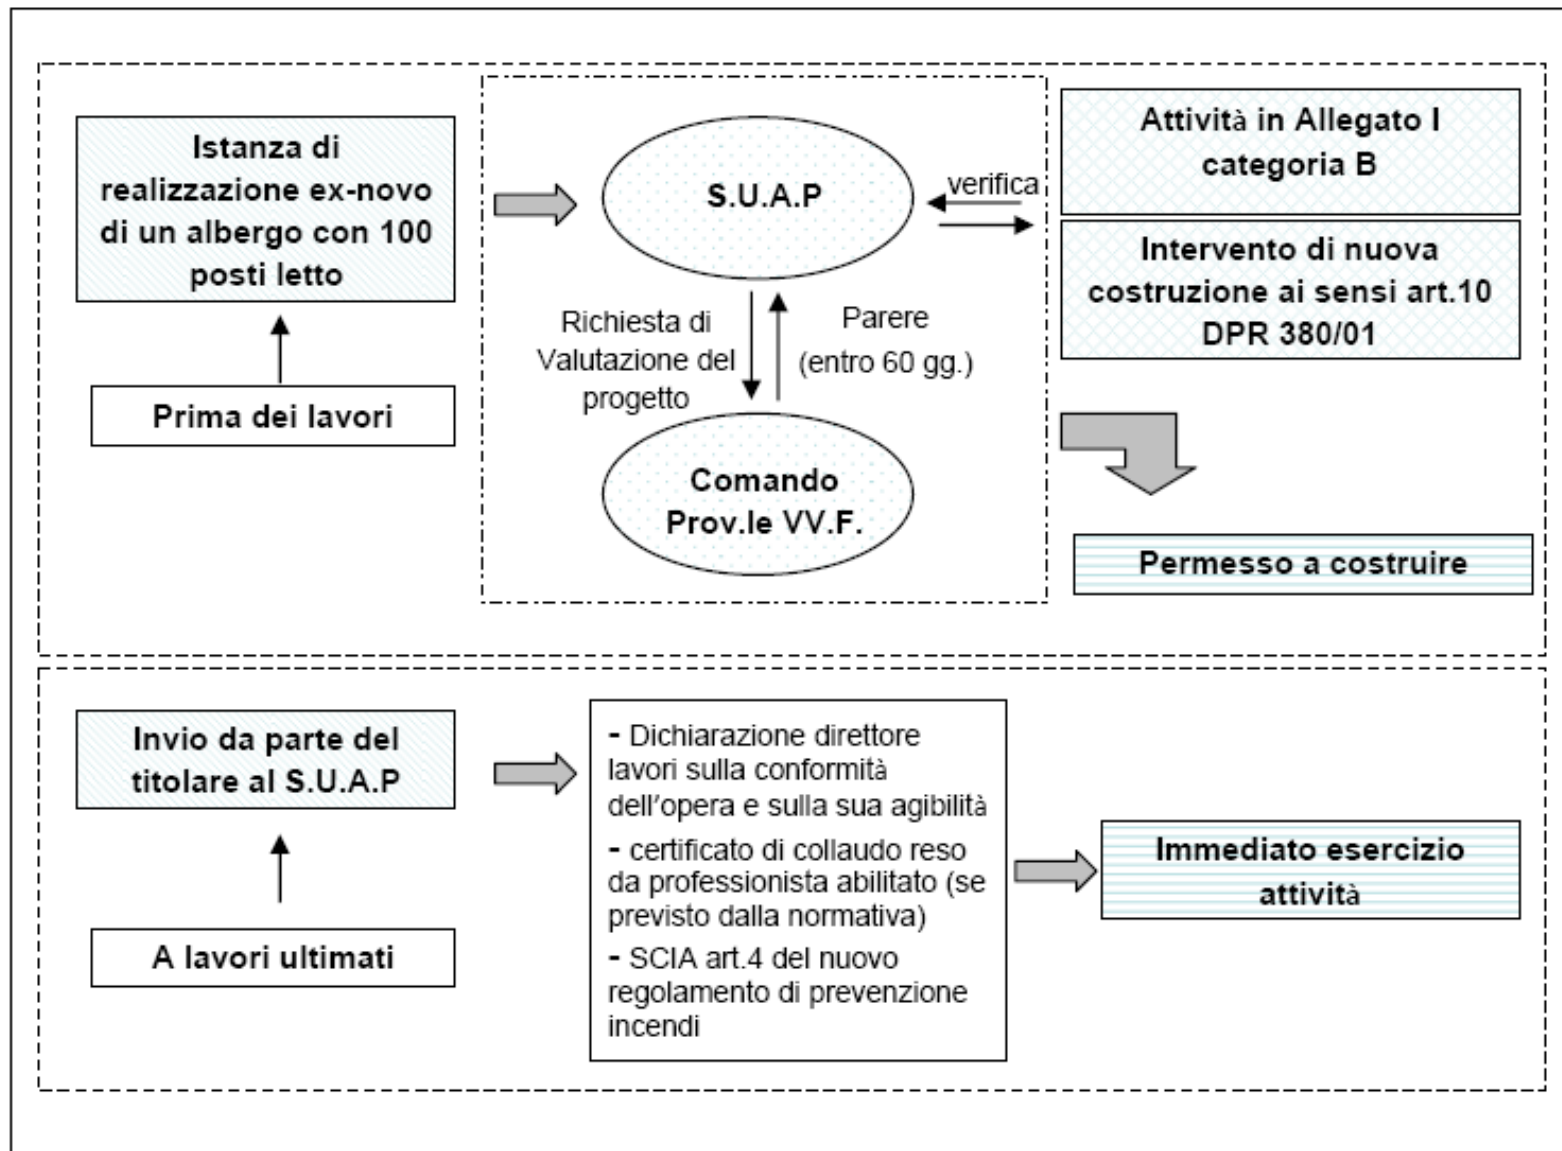 Istanza di
realizzazione ex-novo
di un albergo con 100
posti letto
Prima dei lavori
S.U.A.P
Richiesta di
Valutazione del
progetto
Parere
(entro 60 gg.)
Comando
Prov.le VV.F.
verifica
Attività in Allegato I
categoria B
Intervento di nuova
costruzione ai sensi art.10
DPR 380/01
Permesso a costruire
Invio da parte del
titolare al S.U.A.P
A lavori ultimati
- Dichiarazione direttore
lavori sulla conformità
dell'opera e sulla sua agibilità
- certificato di collaudo reso
da professionista abilitato (se
previsto dalla normativa)
- SCIA art.4 del nuovo
regolamento di prevenzione
incendi
Immediato esercizio
attività